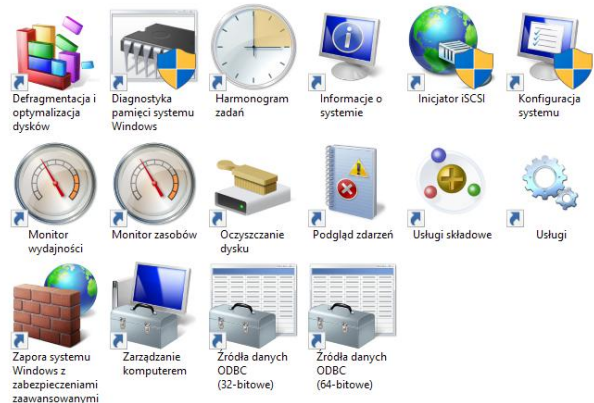 Defragmentacja i
optymalizacja
dysków
Diagnostyka
pamięci systemu
Windows
Harmonogram
zadań
Informacje o
systemie
Inicjator iSCSI
Konfiguracja
systemu
Monitor
wydajności
Monitor zasobów
Oczyszczanie
dysku
Podgląd zdarzeń
Usługi składowe
Usługi
Zapora systemu
Windows z
zabezpieczeniami
zaawansowanymi
Zarządzanie
komputerem
Źródła danych
ODBC
(32-bitowe)
Źródła danych
ODBC
(64-bitowe)